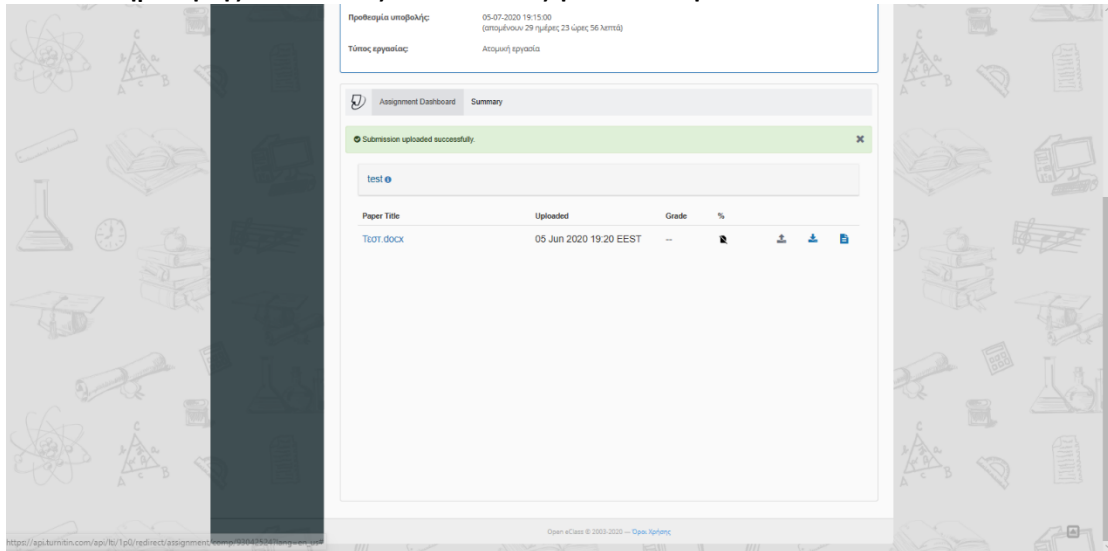 Προθεσμία υποβολής:
05-07-2020 19:15:00
(απομένουν 29 ημέρες 23 ώρες 56 λεπτά)
Τύπος εργασίας:
Ατομική εργασία
Assignment Dashboard
Summary
Submission uploaded successfully.
test
Paper Title
Uploaded
Grade
%
Τεστ.docx
05 Jun 2020 19:20 EEST
--
Open eClass © 2003-2020 — Όροι Χρήσης